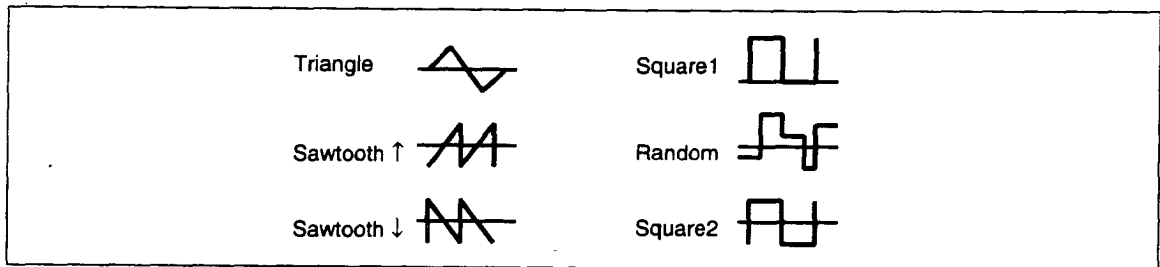 Triangle
Square1
Sawtooth ↑
Random
Sawtooth ↓
Square2